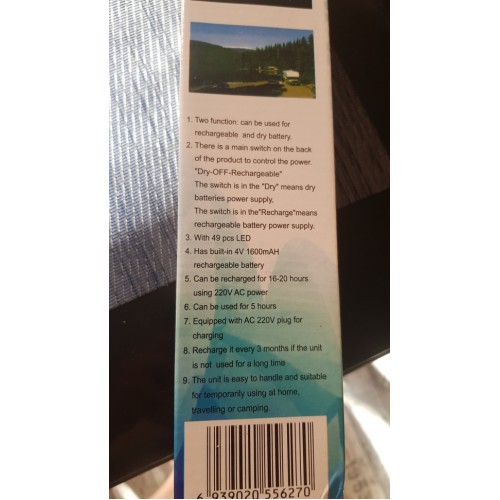 1. Two function: can be used for
rechargeable and dry battery.
2. There is a main switch on the back
of the product to control the power.
"Dry-OFF-Rechargeable"
The switch is in the "Dry" means dry
batteries power supply,
The switch is in the"Recharge"means
rechargeable battery power supply.
3. With 49 pcs LED
4. Has built-in 4V 1600mAH
rechargeable battery
5. Can be recharged for 16-20 hours
using 220V AC power
6. Can be used for 5 hours
7. Equipped with AC 220V plug for
charging
8. Recharge it every 3 months if the unit
is not used for a long time
9. The unit is easy to handle and suitable
for temporarily using at home,
travelling or camping.
6 939020 556270